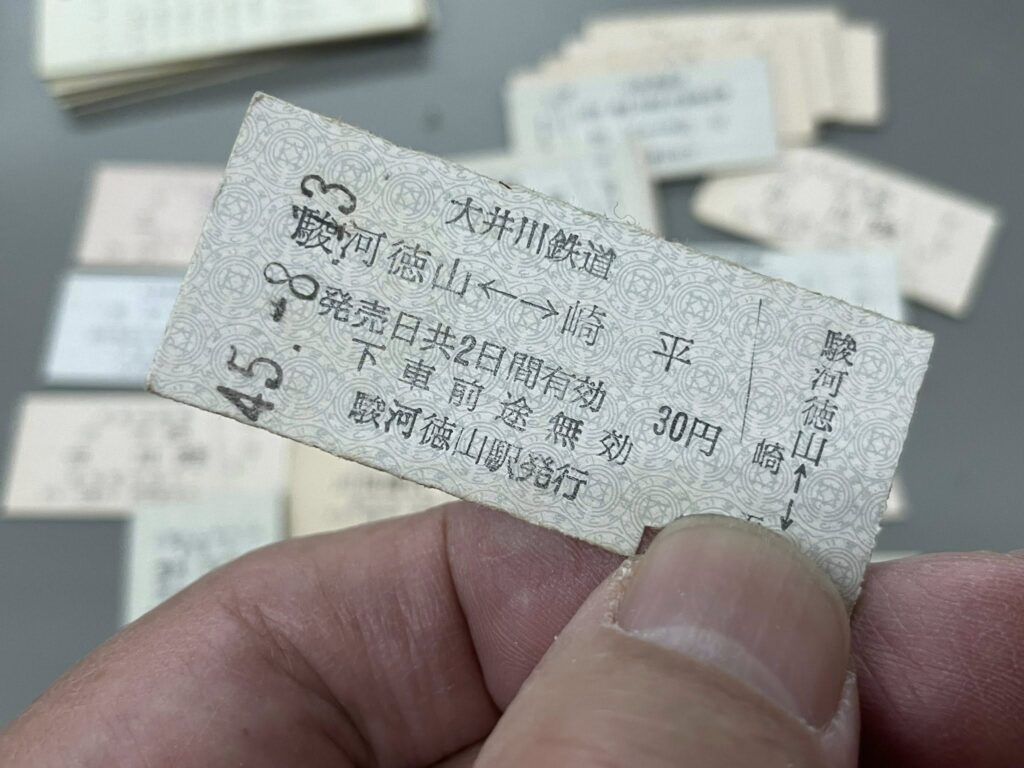 大井川鉄道
駿河徳山←→崎 平
発売日共2日間有効 30円
下車前途無効
駿河徳山駅発行
45.-8
駿河徳山
↔
崎